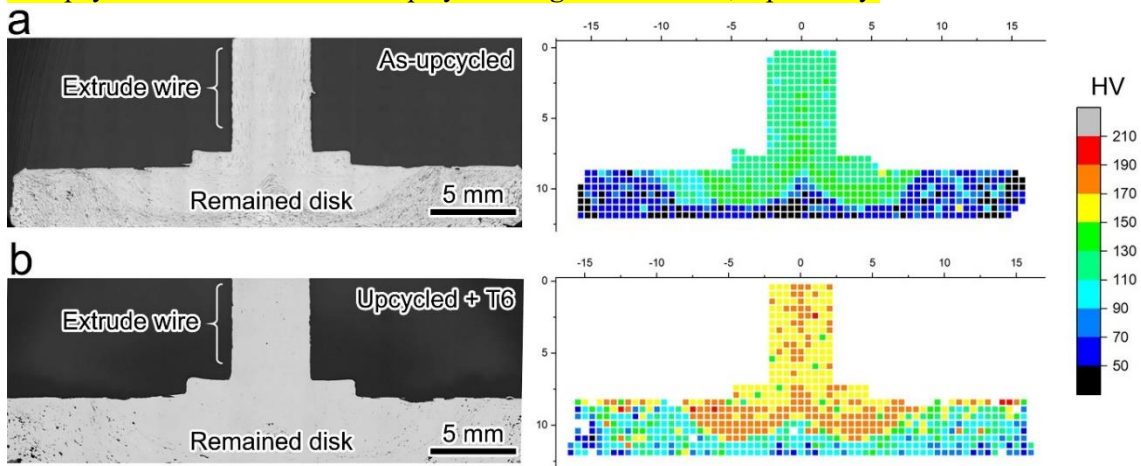 a
Extrude wire
As-upcycled
Remained disk
5 mm
-15 -10 -5 0 5 10 15
0
5
10
HV
210
190
170
150
130
110
90
70
50
b
Extrude wire
Upcycled + T6
Remained disk
5 mm
-15 -10 -5 0 5 10 15
0
5
10